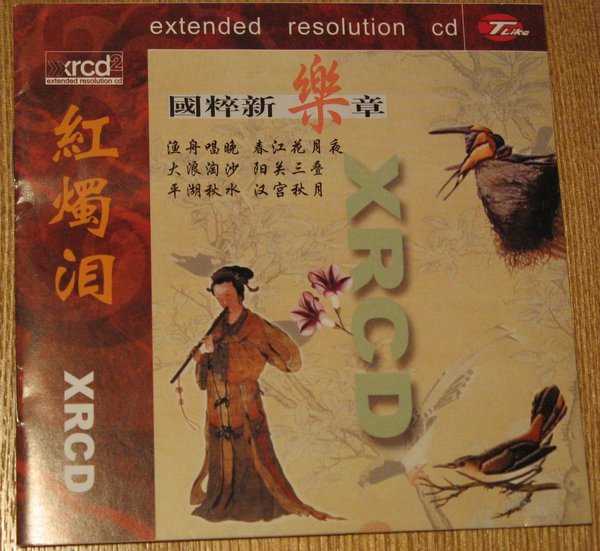 extended resolution cd
TLike
xrcd2
extended resolution cd
國粹新樂章
渔舟唱晚 春江花月夜
大浪淘沙 阳关三叠
平湖秋水 汉宫秋月
紅燭泪
XRCD
XRCD